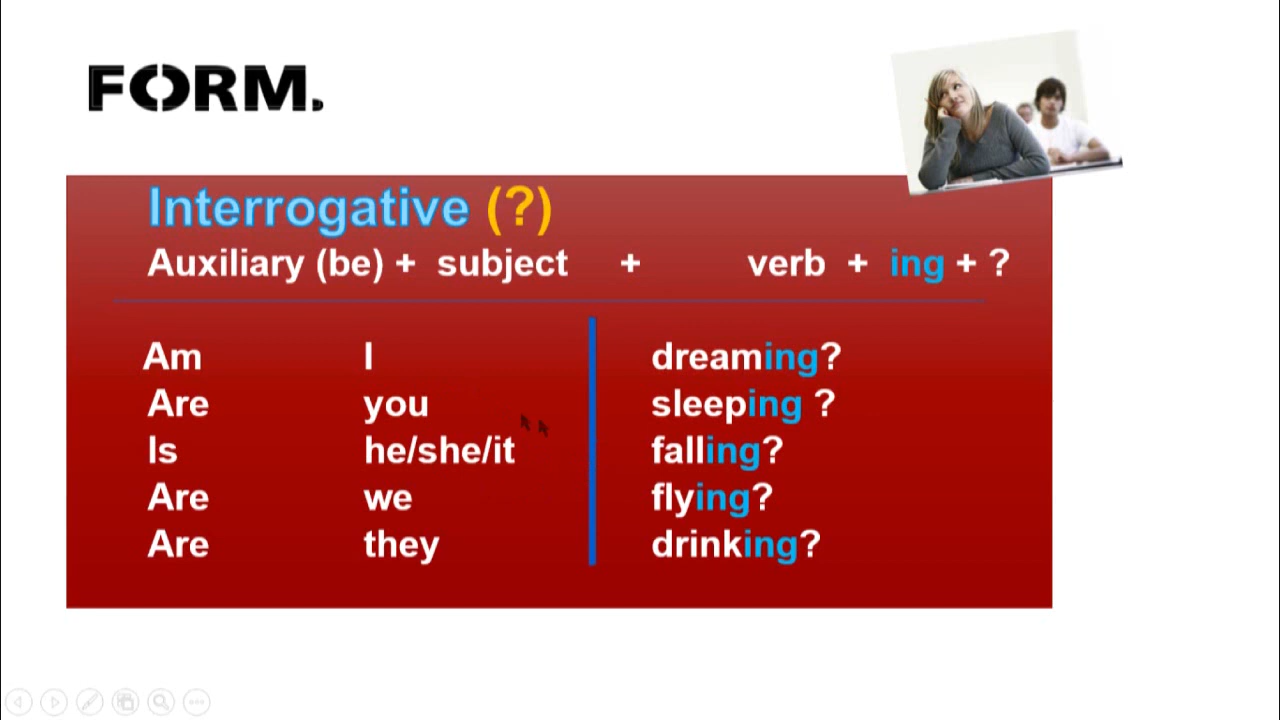 FORM.
Interrogative (?)
Auxiliary (be) + subject + verb + ing + ?
Am I dreaming?
Are you sleeping ?
Is he/she/it falling?
Are we flying?
Are they drinking?